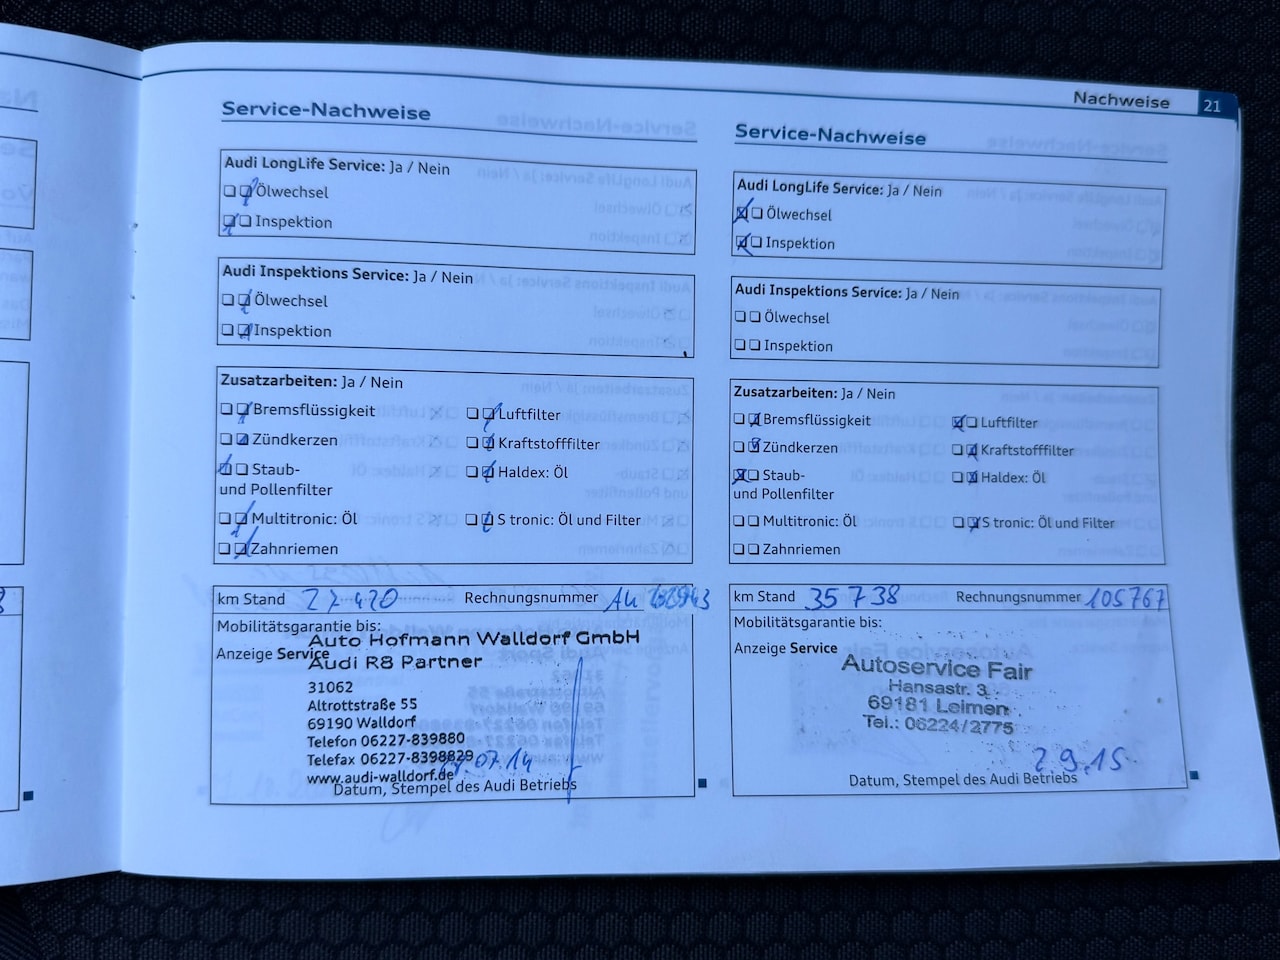 Nachweise 21
Service-Nachweise
Audi LongLife Service: Ja / Nein
Ölwechsel
Inspektion
Audi Inspektions Service: Ja / Nein
Ölwechsel
Inspektion
Zusatzarbeiten: Ja / Nein
Bremsflüssigkeit Luftfilter
Zündkerzen Kraftstofffilter
Staub- Haldex: Öl
und Pollenfilter
Multitronic: Öl S tronic: Öl und Filter
Zahnriemen
km Stand 27420 Rechnungsnummer
Mobilitätsgarantie bis:
Anzeige Service
Auto Hofmann Walldorf GmbH
Audi R8 Partner
31062
Altrottstraße 55
69190 Walldorf
Telefon 06227-839880
Telefax 06227-8398829
www.audi-walldorf.de
07.14
Datum, Stempel des Audi Betriebs
Service-Nachweise
Audi LongLife Service: Ja / Nein
Ölwechsel
Inspektion
Audi Inspektions Service: Ja / Nein
Ölwechsel
Inspektion
Zusatzarbeiten: Ja / Nein
Bremsflüssigkeit Luftfilter
Zündkerzen Kraftstofffilter
Staub- Haldex: Öl
und Pollenfilter
Multitronic: Öl S tronic: Öl und Filter
Zahnriemen
km Stand 35738 Rechnungsnummer 105767
Mobilitätsgarantie bis:
Anzeige Service
Autoservice Fair
Hansastr. 3
69181 Leimen
Tel.: 06224/2775
2.9.15
Datum, Stempel des Audi Betriebs